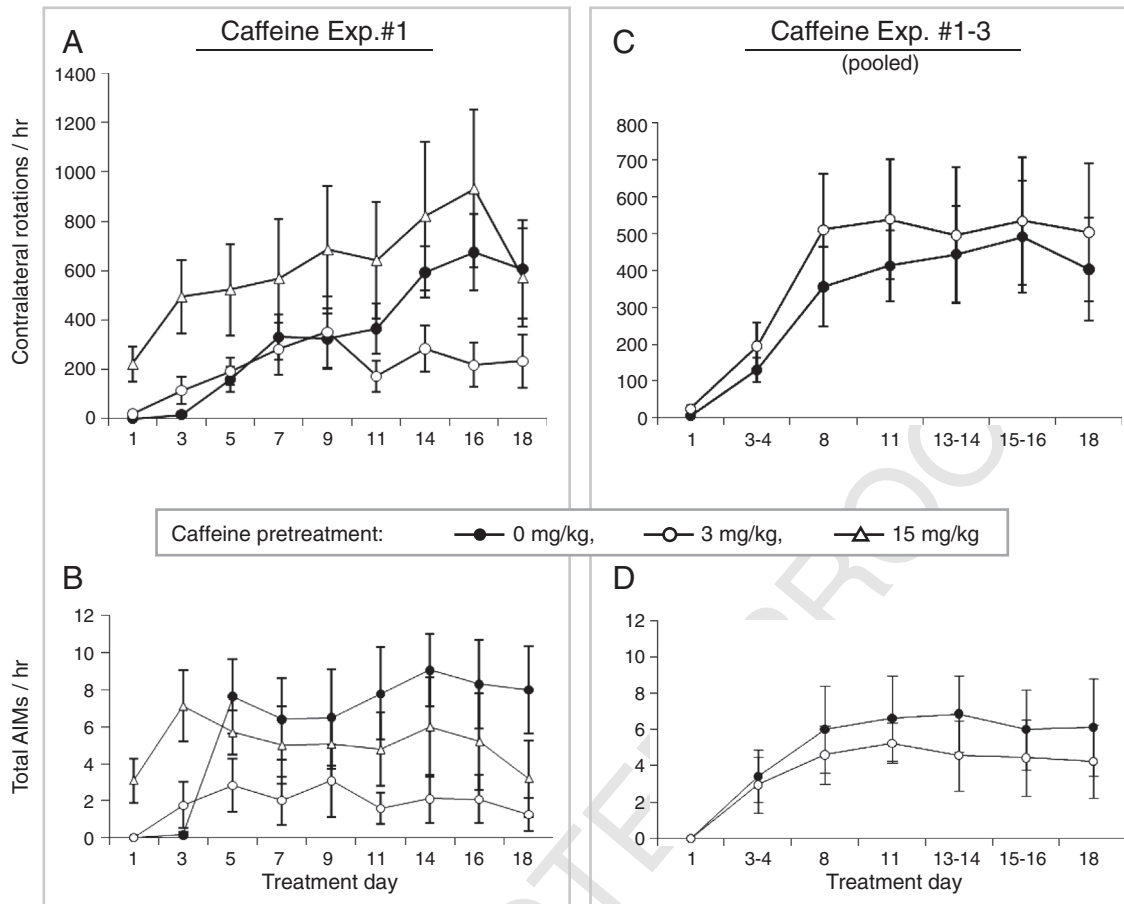 A
Caffeine Exp.#1
Contralateral rotations / hr
1400
1200
1000
800
600
400
200
0
1 3 5 7 9 11 14 16 18
C
Caffeine Exp. #1-3
(pooled)
800
700
600
500
400
300
200
100
0
1 3-4 8 11 13-14 15-16 18
Caffeine pretreatment: 0 mg/kg, 3 mg/kg, 15 mg/kg
B
Total AIMs / hr
12
10
8
6
4
2
0
1 3 5 7 9 11 14 16 18
Treatment day
D
12
10
8
6
4
2
0
1 3-4 8 11 13-14 15-16 18
Treatment day